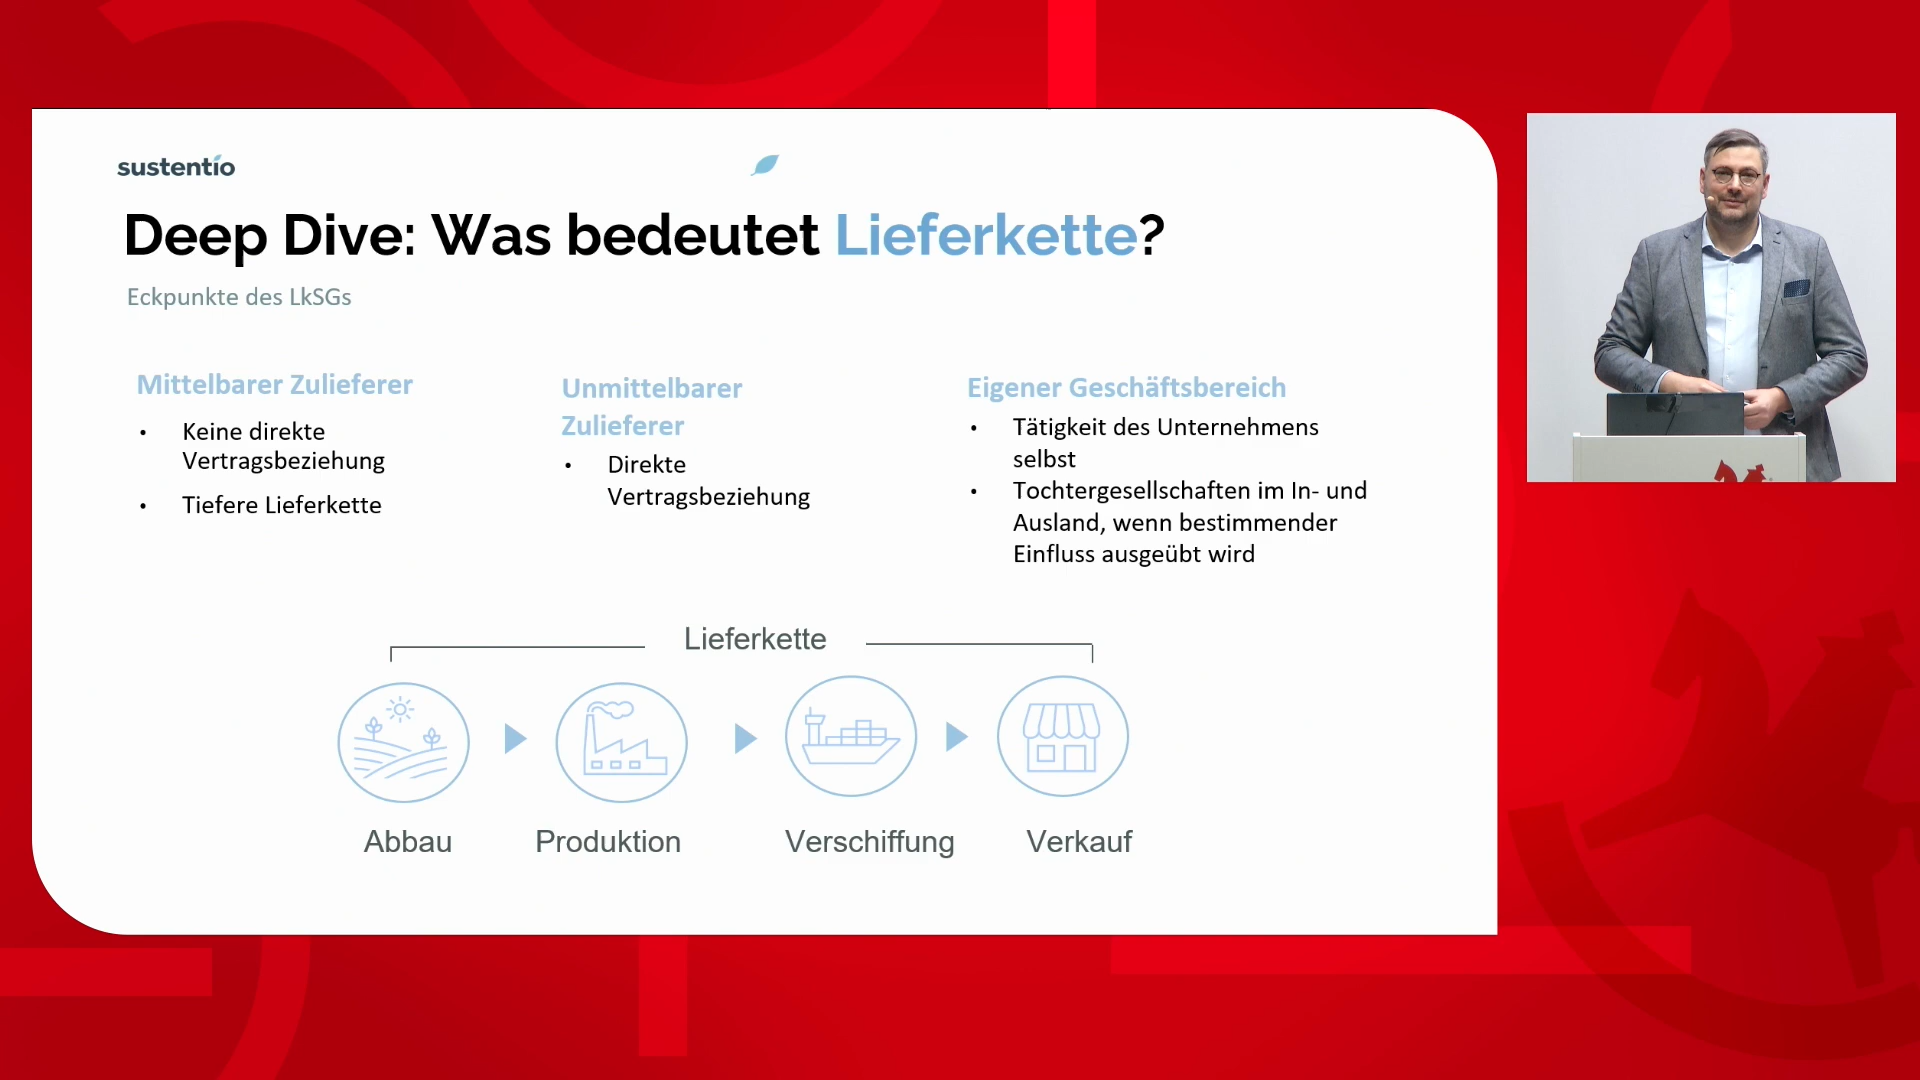 sustentio
Deep Dive: Was bedeutet Lieferkette?
Eckpunkte des LkSGs
Mittelbarer Zulieferer
• Keine direkte
Vertragsbeziehung
• Tiefere Lieferkette
Unmittelbarer
Zulieferer
• Direkte
Vertragsbeziehung
Eigener Geschäftsbereich
• Tätigkeit des Unternehmens
selbst
• Tochtergesellschaften im In- und
Ausland, wenn bestimmender
Einfluss ausgeübt wird
Lieferkette
Abbau
Produktion
Verschiffung
Verkauf